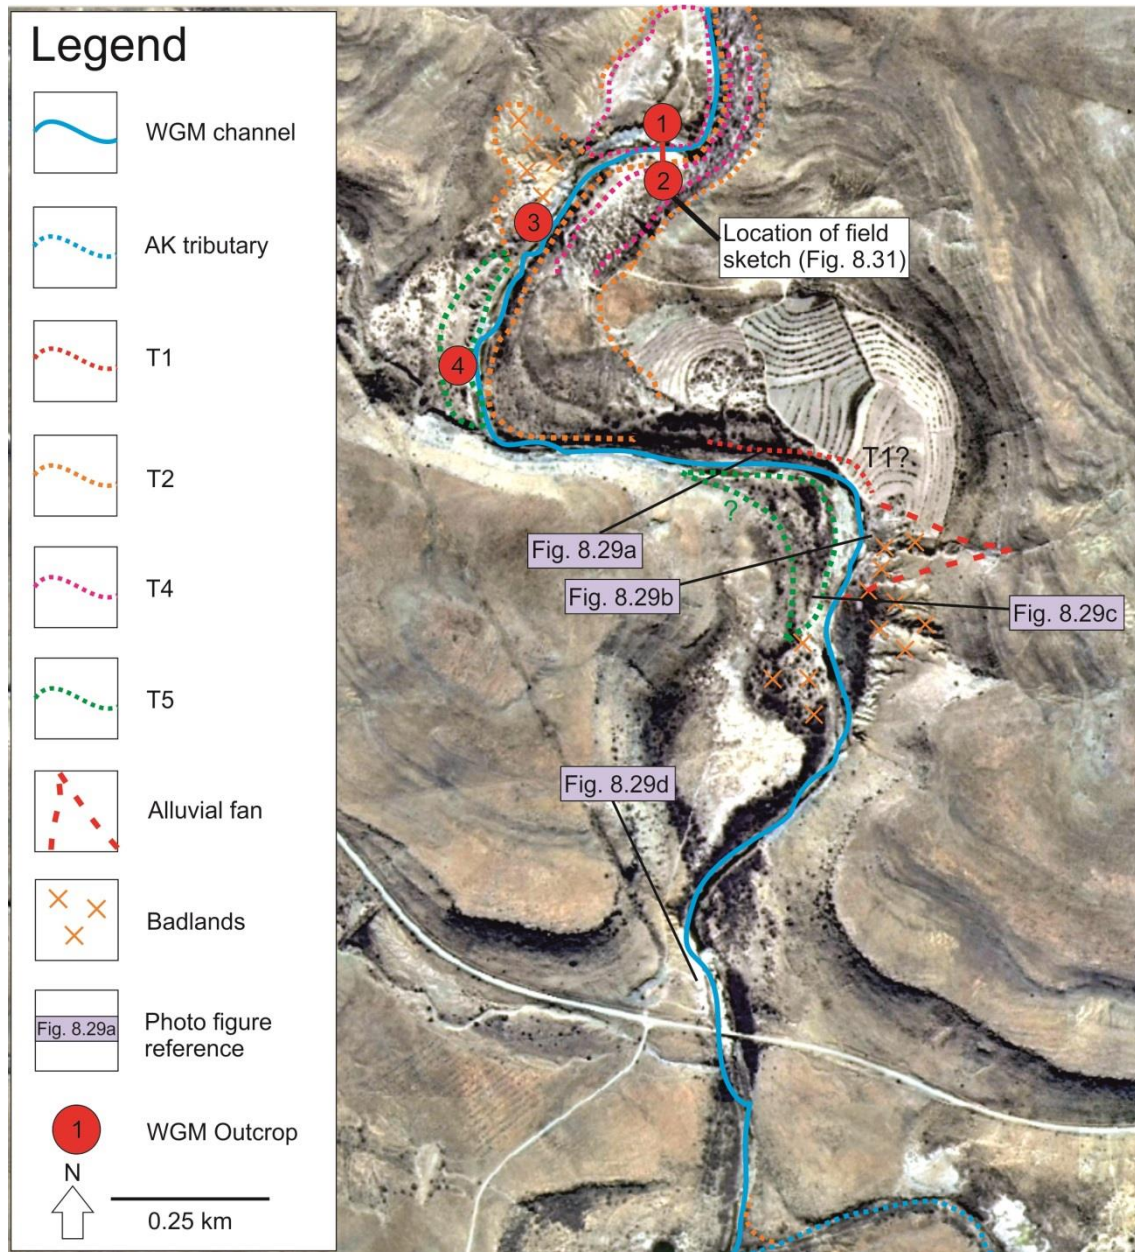 Legend
WGM channel
AK tributary
T1
T2
T4
T5
Alluvial fan
Badlands
Fig. 8.29a
Photo figure
reference
1
WGM Outcrop
N
0.25 km
1
2
3
Location of field
sketch (Fig. 8.31)
4
T1?
?
Fig. 8.29a
Fig. 8.29b
Fig. 8.29c
Fig. 8.29d